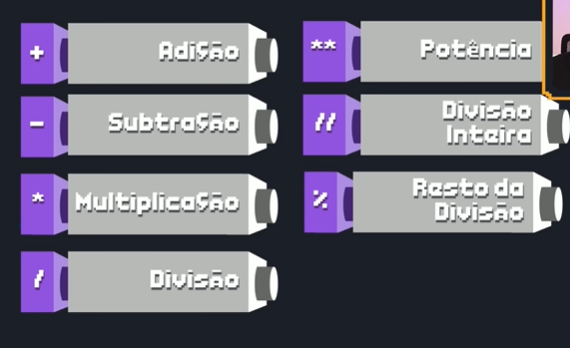 + Adição
- Subtração
* Multiplicação
/ Divisão
** Potência
// Divisão
Inteira
% Resto da
Divisão